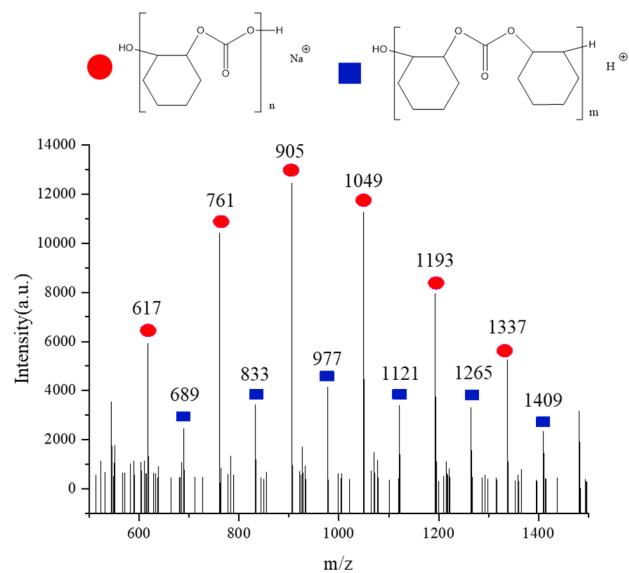 HO O O H
O n
Na⊕
HO O O H
O m
H⊕
14000
12000
10000
8000
6000
4000
2000
0
Intensity(a.u.)
617
761
905
1049
1193
1337
689
833
977
1121
1265
1409
600 800 1000 1200 1400
m/z